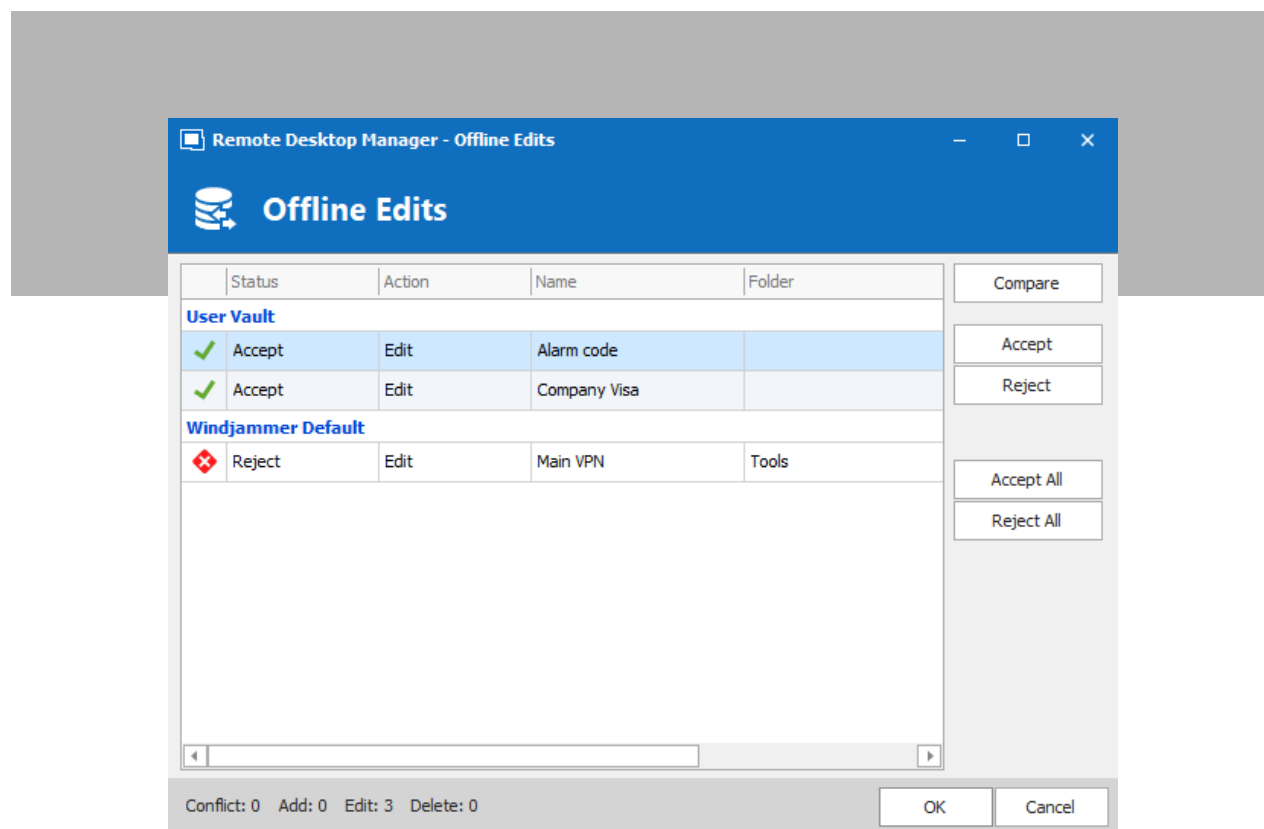 Remote Desktop Manager - Offline Edits
Offline Edits
Status Action Name Folder
User Vault
Accept Edit Alarm code
Accept Edit Company Visa
Windjammer Default
Reject Edit Main VPN Tools
Compare
Accept
Reject
Accept All
Reject All
Conflict: 0 Add: 0 Edit: 3 Delete: 0
OK Cancel